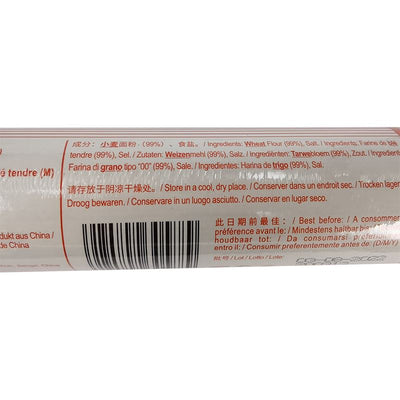 成分: 小麦面粉 (99%)、食盐。 / Ingredients: Wheat Flour (99%), Salt. / Ingrédients: Farine de blé
tendre (99%), Sel. / Zutaten: Weizenmehl (99%), Salz. / Ingrediënten: Tarwebloem (99%), Zout. / Ingredienti:
Farina di grano tipo "00" (99%), Sale. / Ingredientes: Harina de trigo (99%), Sal.
é tendre (M)
请存放于阴凉干燥处。 / Store in a cool, dry place. / Conserver dans un endroit sec. / Trocken lagern
Droog bewaren. / Conservare in un luogo asciutto. / Conservar en lugar seco.
此日期前最佳 / Best before: / A consommer
préférence avant le: / Mindestens haltbar bis
houdbaar tot: / Da consumarsi preferib
entro il: / Consumir preferentemente antes de: (D/M/Y)
dukt aus China /
de China
批号 / Lot / Lotto / Lote: